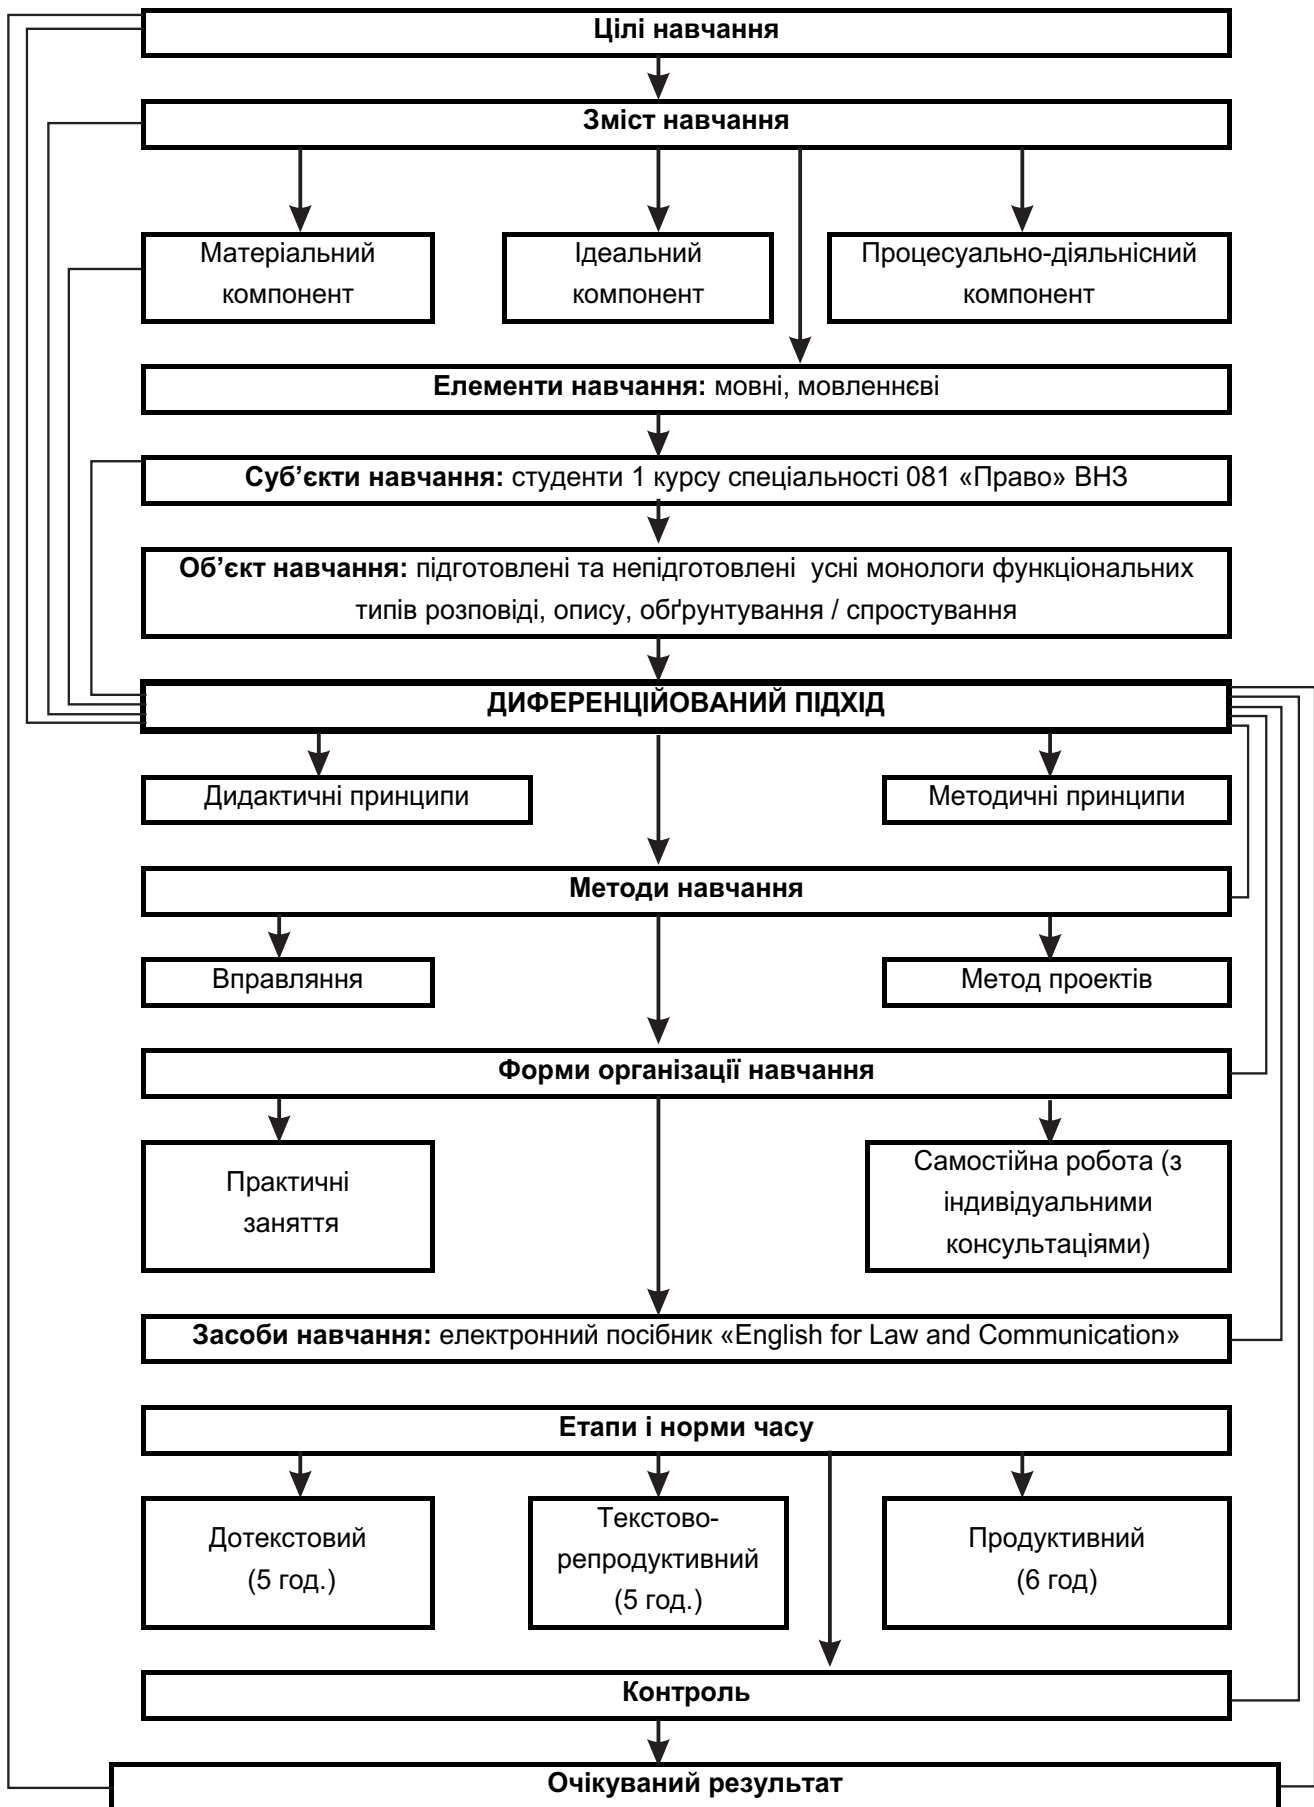 Цілі навчання
Зміст навчання
Матеріальний
компонент
Ідеальний
компонент
Процесуально-діяльнісний
компонент
Елементи навчання: мовні, мовленнєві
Суб’єкти навчання: студенти 1 курсу спеціальності 081 «Право» ВНЗ
Об’єкт навчання: підготовлені та непідготовлені усні монологи функціональних
типів розповіді, опису, обґрунтування / спростування
ДИФЕРЕНЦІЙОВАНИЙ ПІДХІД
Дидактичні принципи
Методичні принципи
Методи навчання
Вправляння
Метод проектів
Форми організації навчання
Практичні
заняття
Самостійна робота (з
індивідуальними
консультаціями)
Засоби навчання: електронний посібник «English for Law and Communication»
Етапи і норми часу
Дотекстовий
(5 год.)
Текстово-
репродуктивний
(5 год.)
Продуктивний
(6 год)
Контроль
Очікуваний результат